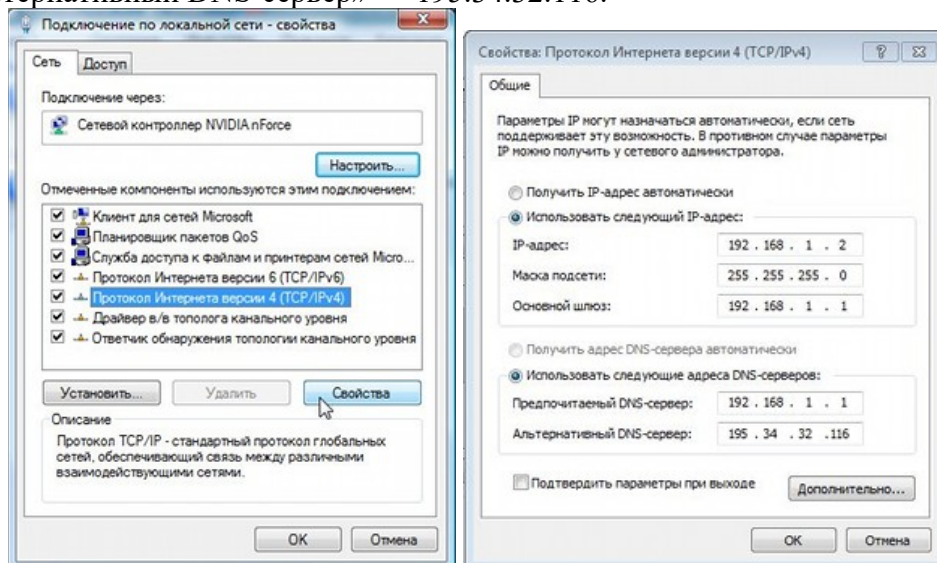 тернативный DNS-сервер» — 195.34.32.116.
Подключение по локальной сети - свойства
Сеть
Доступ
Подключение через:
Сетевой контроллер NVIDIA nForce
Настроить...
Отмеченные компоненты используются этим подключением:
Клиент для сетей Microsoft
Планировщик пакетов QoS
Служба доступа к файлам и принтерам сетей Micro...
Протокол Интернета версии 6 (TCP/IPv6)
Протокол Интернета версии 4 (TCP/IPv4)
Драйвер в/в тополога канального уровня
Ответчик обнаружения топологии канального уровня
Установить...
Удалить
Свойства
Описание
Протокол TCP/IP - стандартный протокол глобальных
сетей, обеспечивающий связь между различными
взаимодействующими сетями.
OK
Отмена
Свойства: Протокол Интернета версии 4 (TCP/IPv4)
Общие
Параметры IP могут назначаться автоматически, если сеть
поддерживает эту возможность. В противном случае параметры
IP можно получить у сетевого администратора.
Получить IP-адрес автоматически
Использовать следующий IP-адрес:
IP-адрес: 192 . 168 . 1 . 2
Маска подсети: 255 . 255 . 255 . 0
Основной шлюз: 192 . 168 . 1 . 1
Получить адрес DNS-сервера автоматически
Использовать следующие адреса DNS-серверов:
Предпочитаемый DNS-сервер: 192 . 168 . 1 . 1
Альтернативный DNS-сервер: 195 . 34 . 32 .116
Подтвердить параметры при выходе
Дополнительно...
OK
Отмена